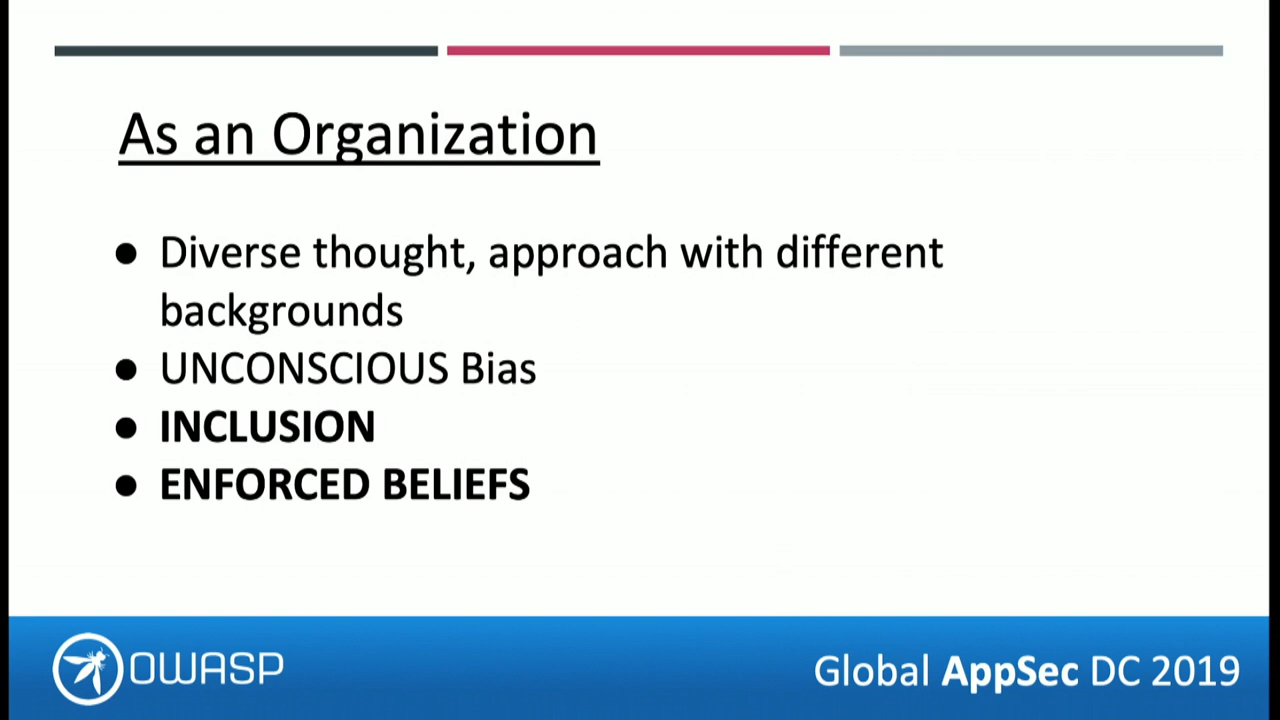 As an Organization
● Diverse thought, approach with different
backgrounds
● UNCONSCIOUS Bias
● INCLUSION
● ENFORCED BELIEFS
OWASP
Global AppSec DC 2019